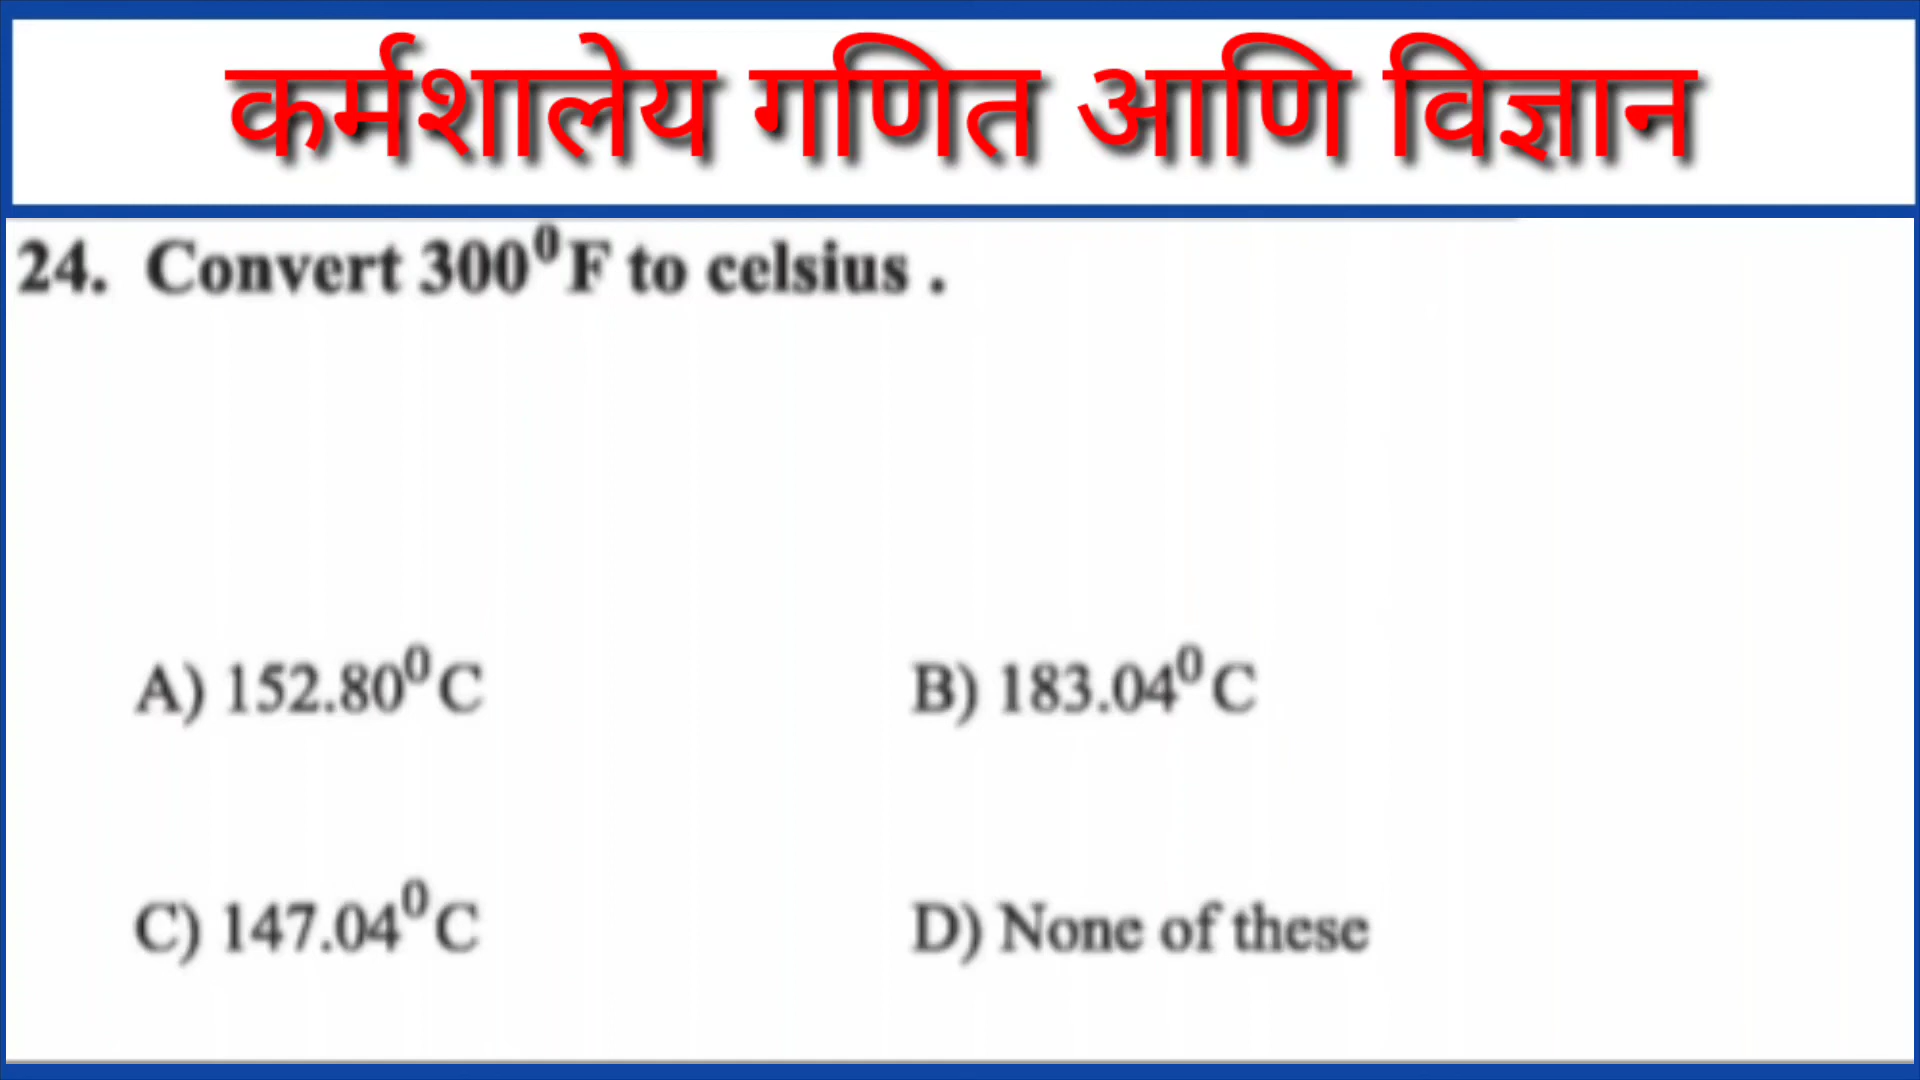 कर्मशालेय गणित आणि विज्ञान
24. Convert 300⁰F to celsius .
A) 152.80⁰C B) 183.04⁰C
C) 147.04⁰C D) None of these